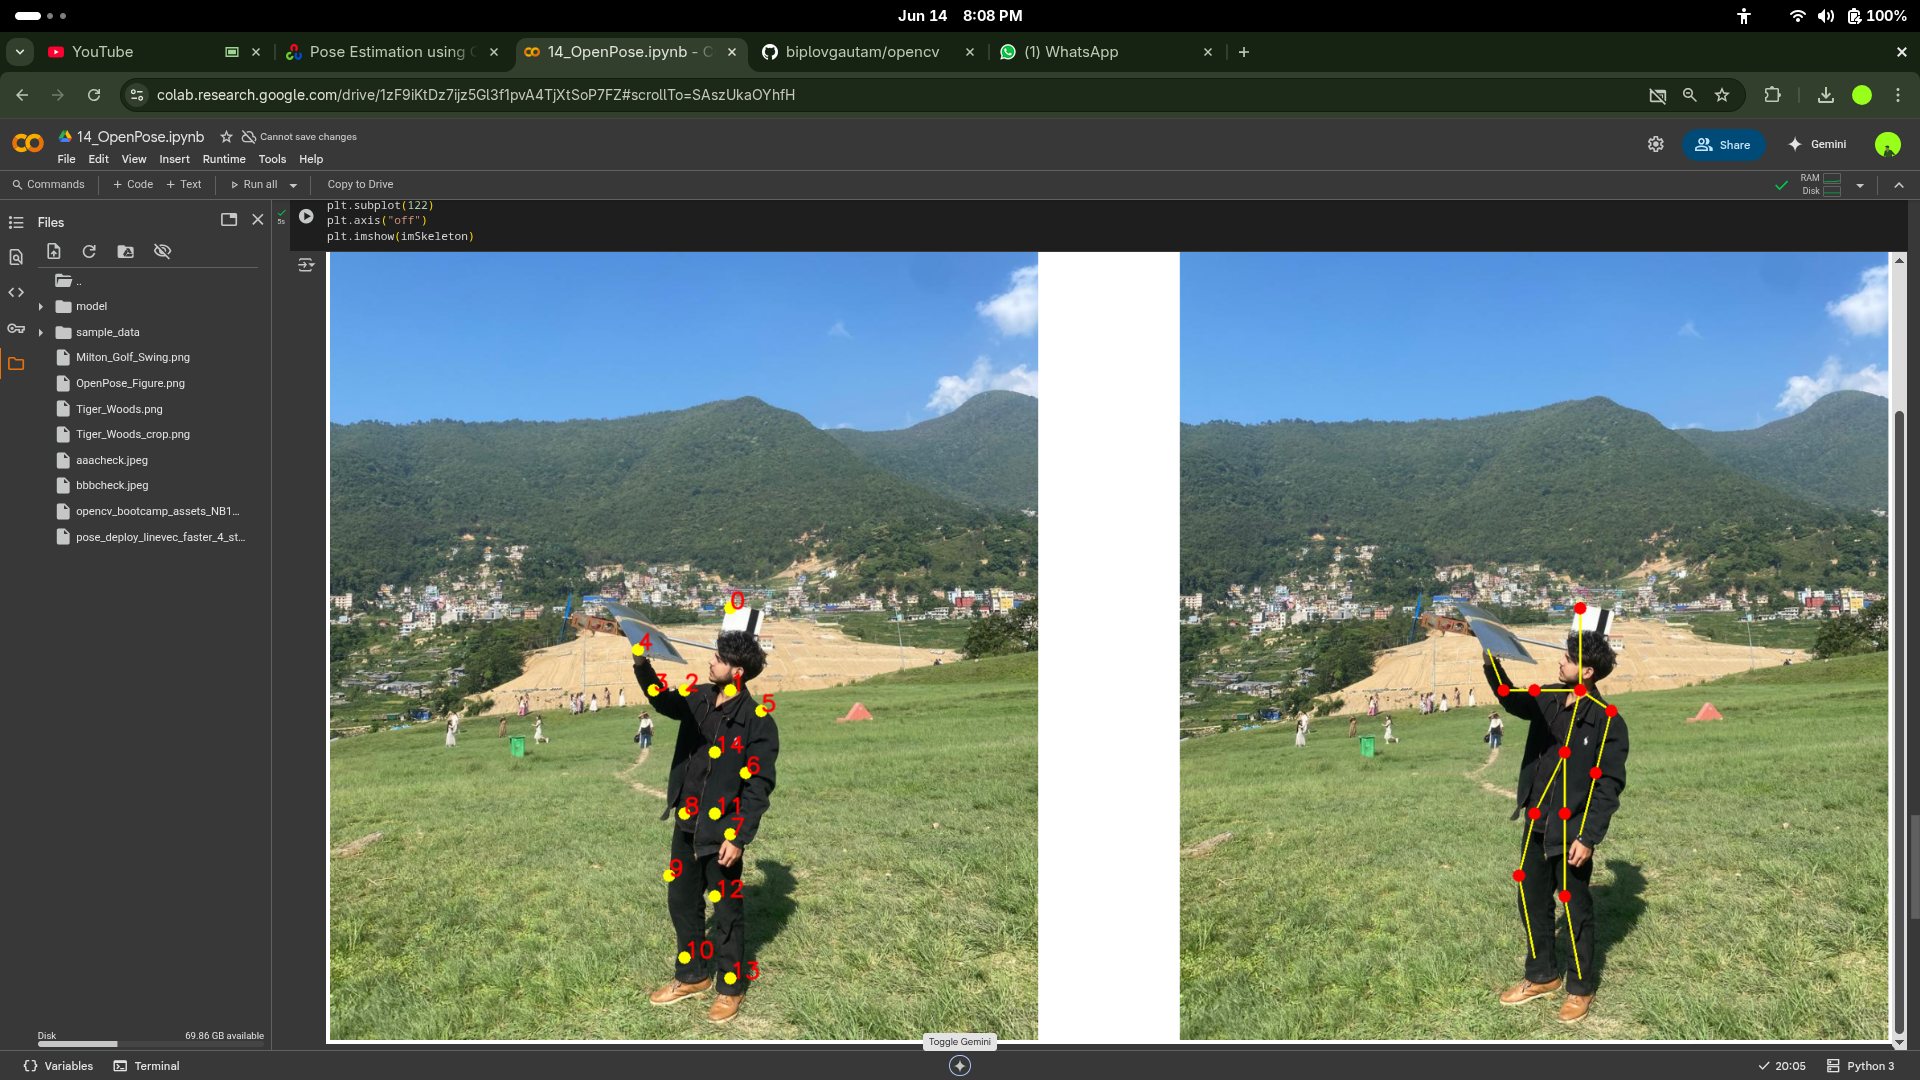 Jun 14 8:08 PM
100%
YouTube
Pose Estimation using
14_OpenPose.ipynb - C
biplovgautam/opencv
(1) WhatsApp
colab.research.google.com/drive/1zF9iKtDz7ijz5Gl3f1pvA4TjXtSoP7FZ#scrollTo=SAszUkaOYhfH
CO
14_OpenPose.ipynb
Cannot save changes
File Edit View Insert Runtime Tools Help
Share
Gemini
Commands
+ Code + Text
Run all
Copy to Drive
RAM
Disk
Files
5s
plt.subplot(122)
plt.axis("off")
plt.imshow(imSkeleton)
..
model
sample_data
Milton_Golf_Swing.png
OpenPose_Figure.png
Tiger_Woods.png
Tiger_Woods_crop.png
aaacheck.jpeg
bbbcheck.jpeg
opencv_bootcamp_assets_NB1...
pose_deploy_linevec_faster_4_st...
0
4
3 2 1
5
14
6
8 11
7
9
12
10
13
Disk
69.86 GB available
Toggle Gemini
Variables
Terminal
20:05
Python 3